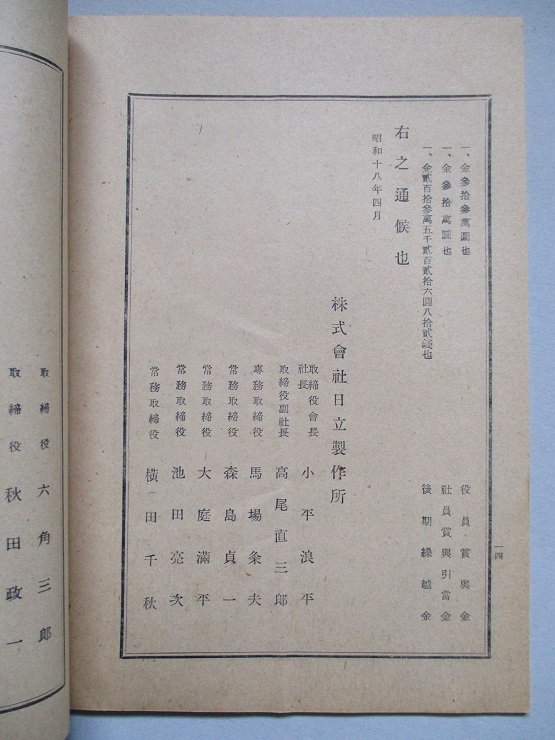 一、金參拾參萬圓也 役員賞與金
一、金參拾萬圓也 社員賞與引當金
一、金貳百拾參萬五千貳百貳拾六圓八拾貳錢也 後期繰越金
右之通候也
昭和十八年四月
株式會社日立製作所
取締役會長
社長 小平浪平
取締役副社長 高尾直三郎
專務取締役 馬場粂夫
常務取締役 森島貞一
常務取締役 大庭滿平
常務取締役 池田亮次
常務取締役 橫田千秋
一四
取締役 六角三郎
取締役 秋田政一